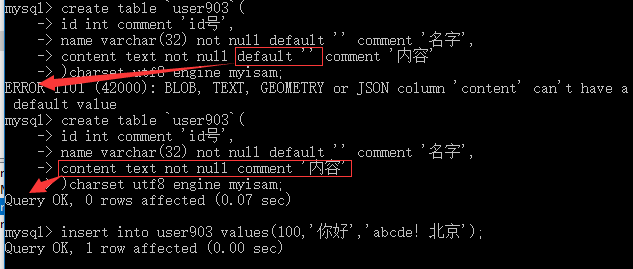 mysql> create table `user903`(
-> id int comment 'id号',
-> name varchar(32) not null default '' comment '名字',
-> content text not null default '' comment '内容'
-> )charset utf8 engine myisam;
ERROR 1101 (42000): BLOB, TEXT, GEOMETRY or JSON column 'content' can't have a
default value
mysql> create table `user903`(
-> id int comment 'id号',
-> name varchar(32) not null default '' comment '名字',
-> content text not null comment '内容'
-> )charset utf8 engine myisam;
Query OK, 0 rows affected (0.07 sec)
mysql> insert into user903 values(100,'你好','abcde! 北京');
Query OK, 1 row affected (0.00 sec)